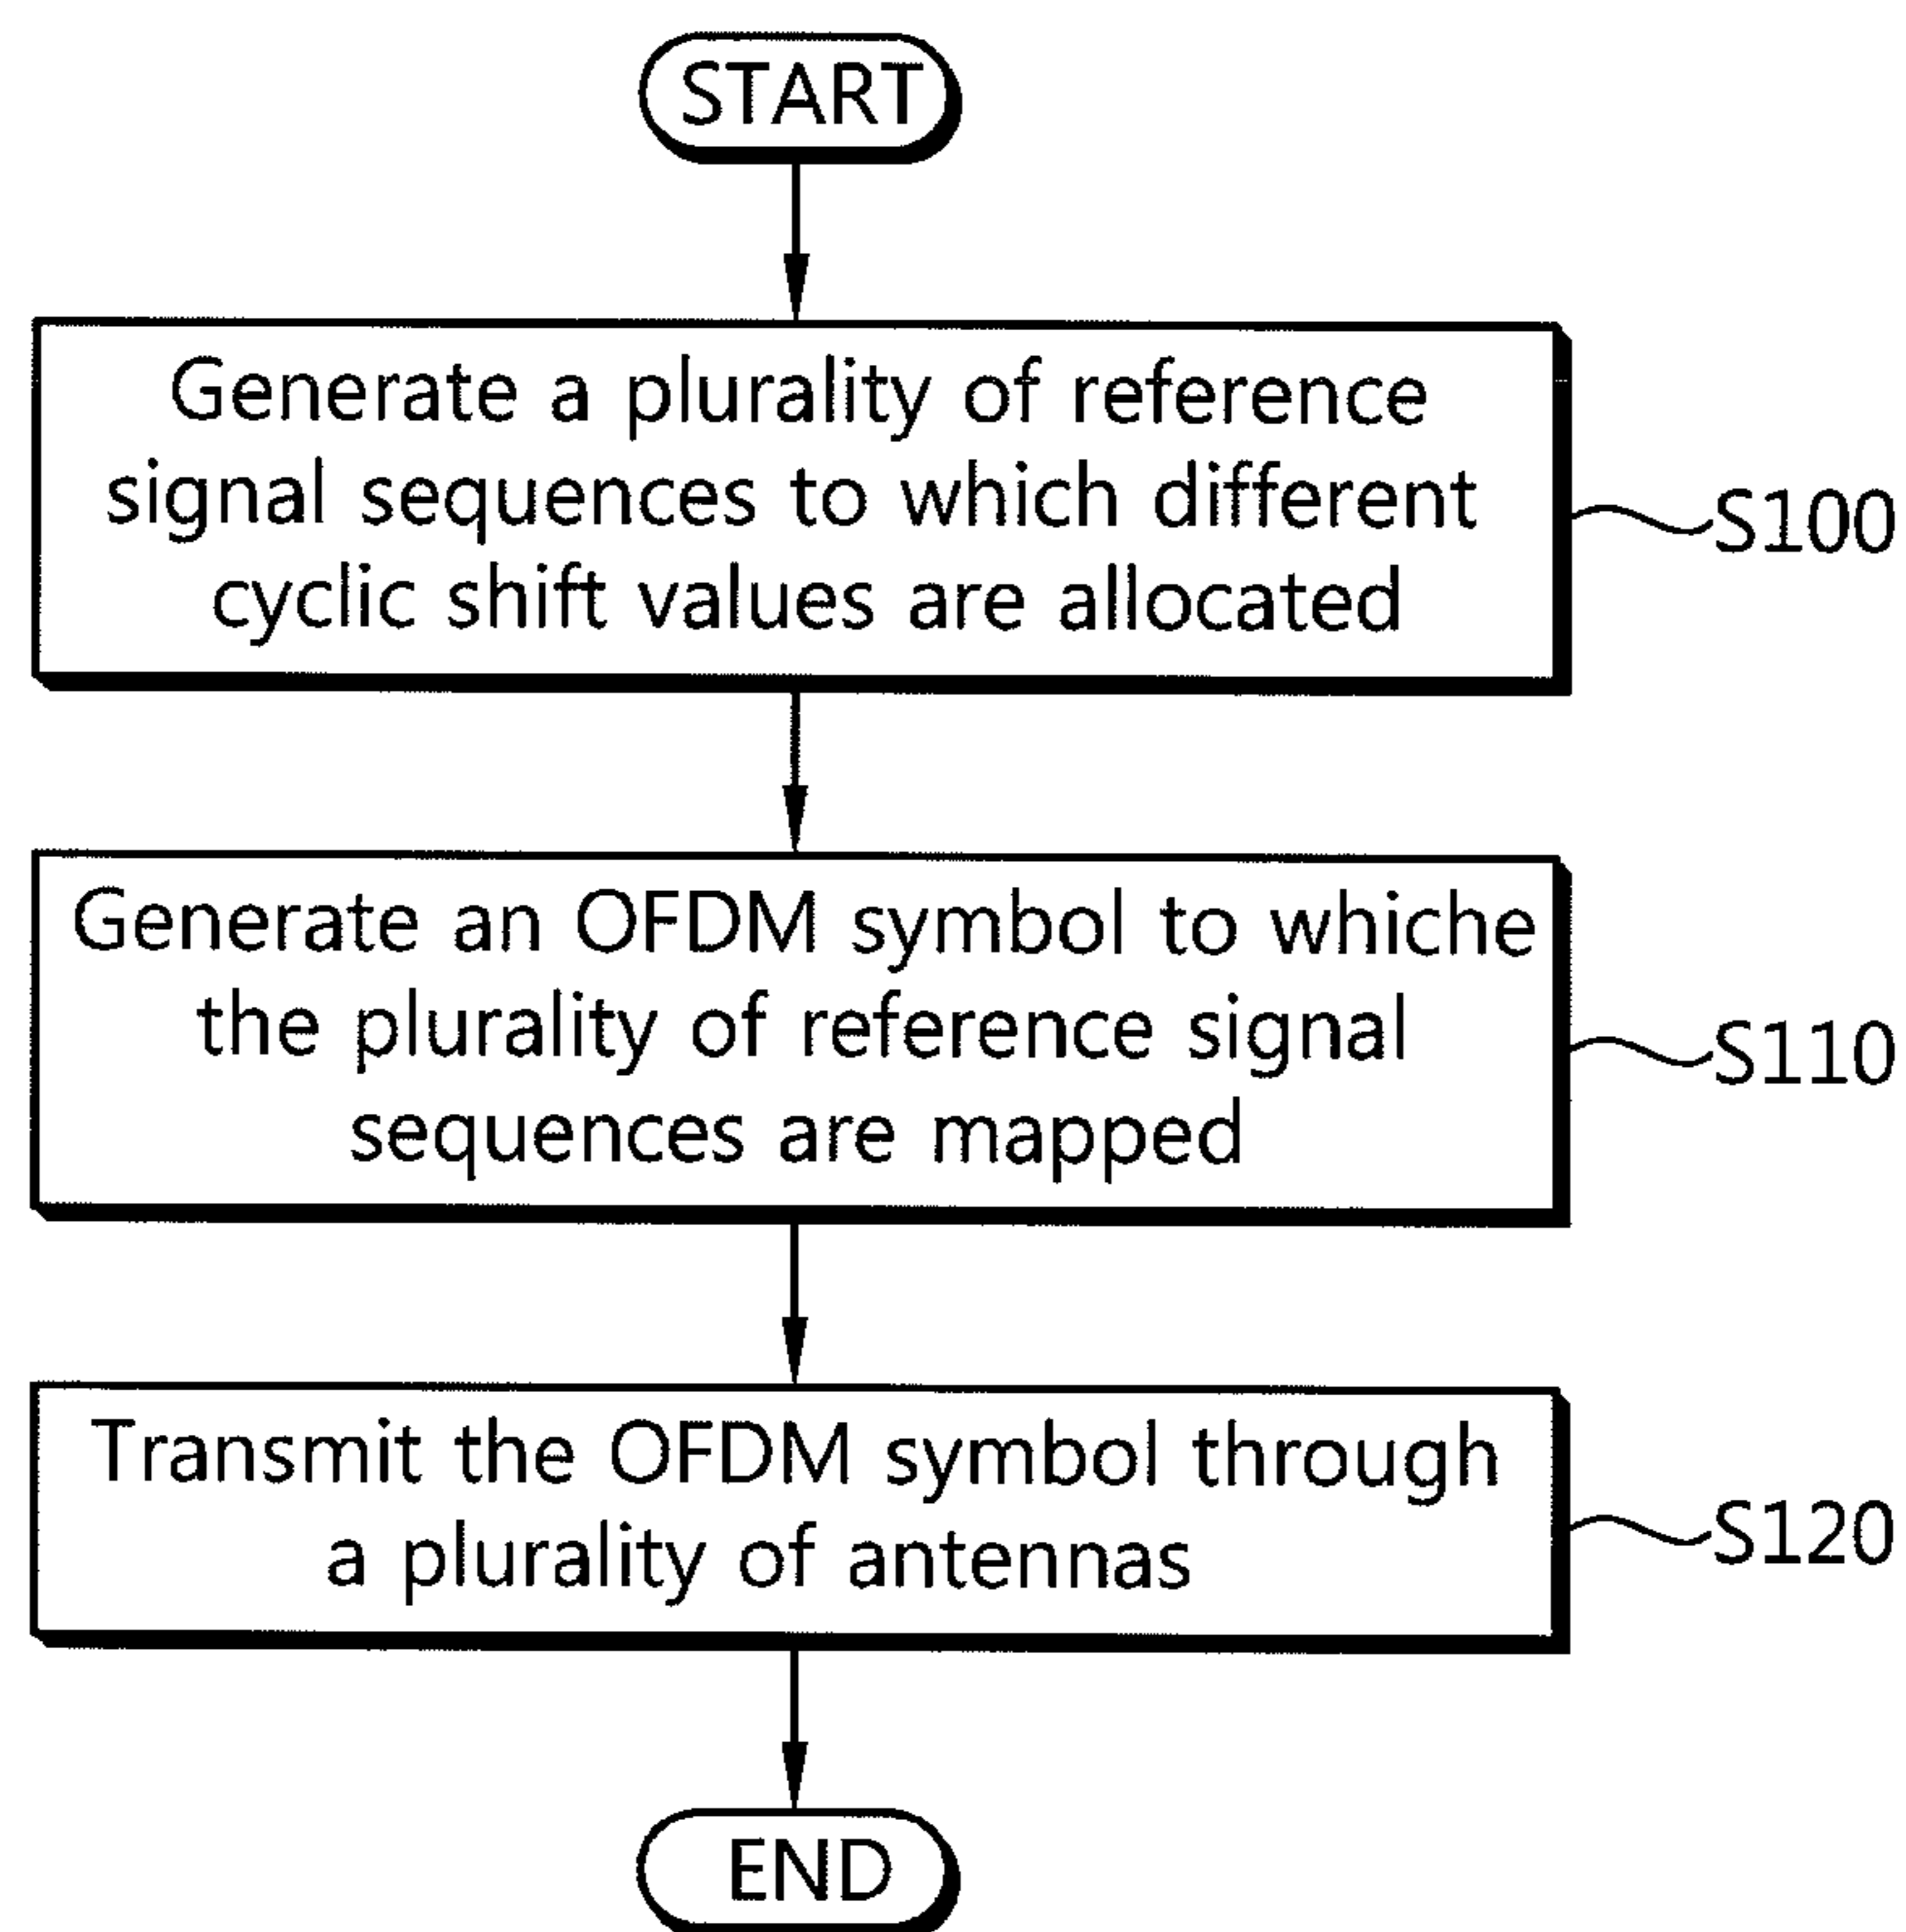 START
Generate a plurality of reference
signal sequences to which different
cyclic shift values are allocated
S100
Generate an OFDM symbol to whiche
the plurality of reference signal
sequences are mapped
S110
Transmit the OFDM symbol through
a plurality of antennas
S120
END